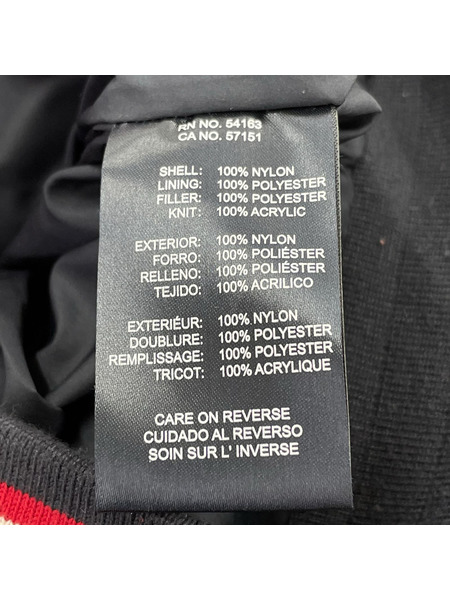 RN NO. 54163
CA NO. 57151
SHELL: 100% NYLON
LINING: 100% POLYESTER
FILLER: 100% POLYESTER
KNIT: 100% ACRYLIC
EXTERIOR: 100% NYLON
FORRO: 100% POLIÉSTER
RELLENO: 100% POLIÉSTER
TEJIDO: 100% ACRILICO
EXTERIÉUR: 100% NYLON
DOUBLURE: 100% POLYESTER
REMPLISSAGE: 100% POLYESTER
TRICOT: 100% ACRYLIQUE
CARE ON REVERSE
CUIDADO AL REVERSO
SOIN SUR L' INVERSE